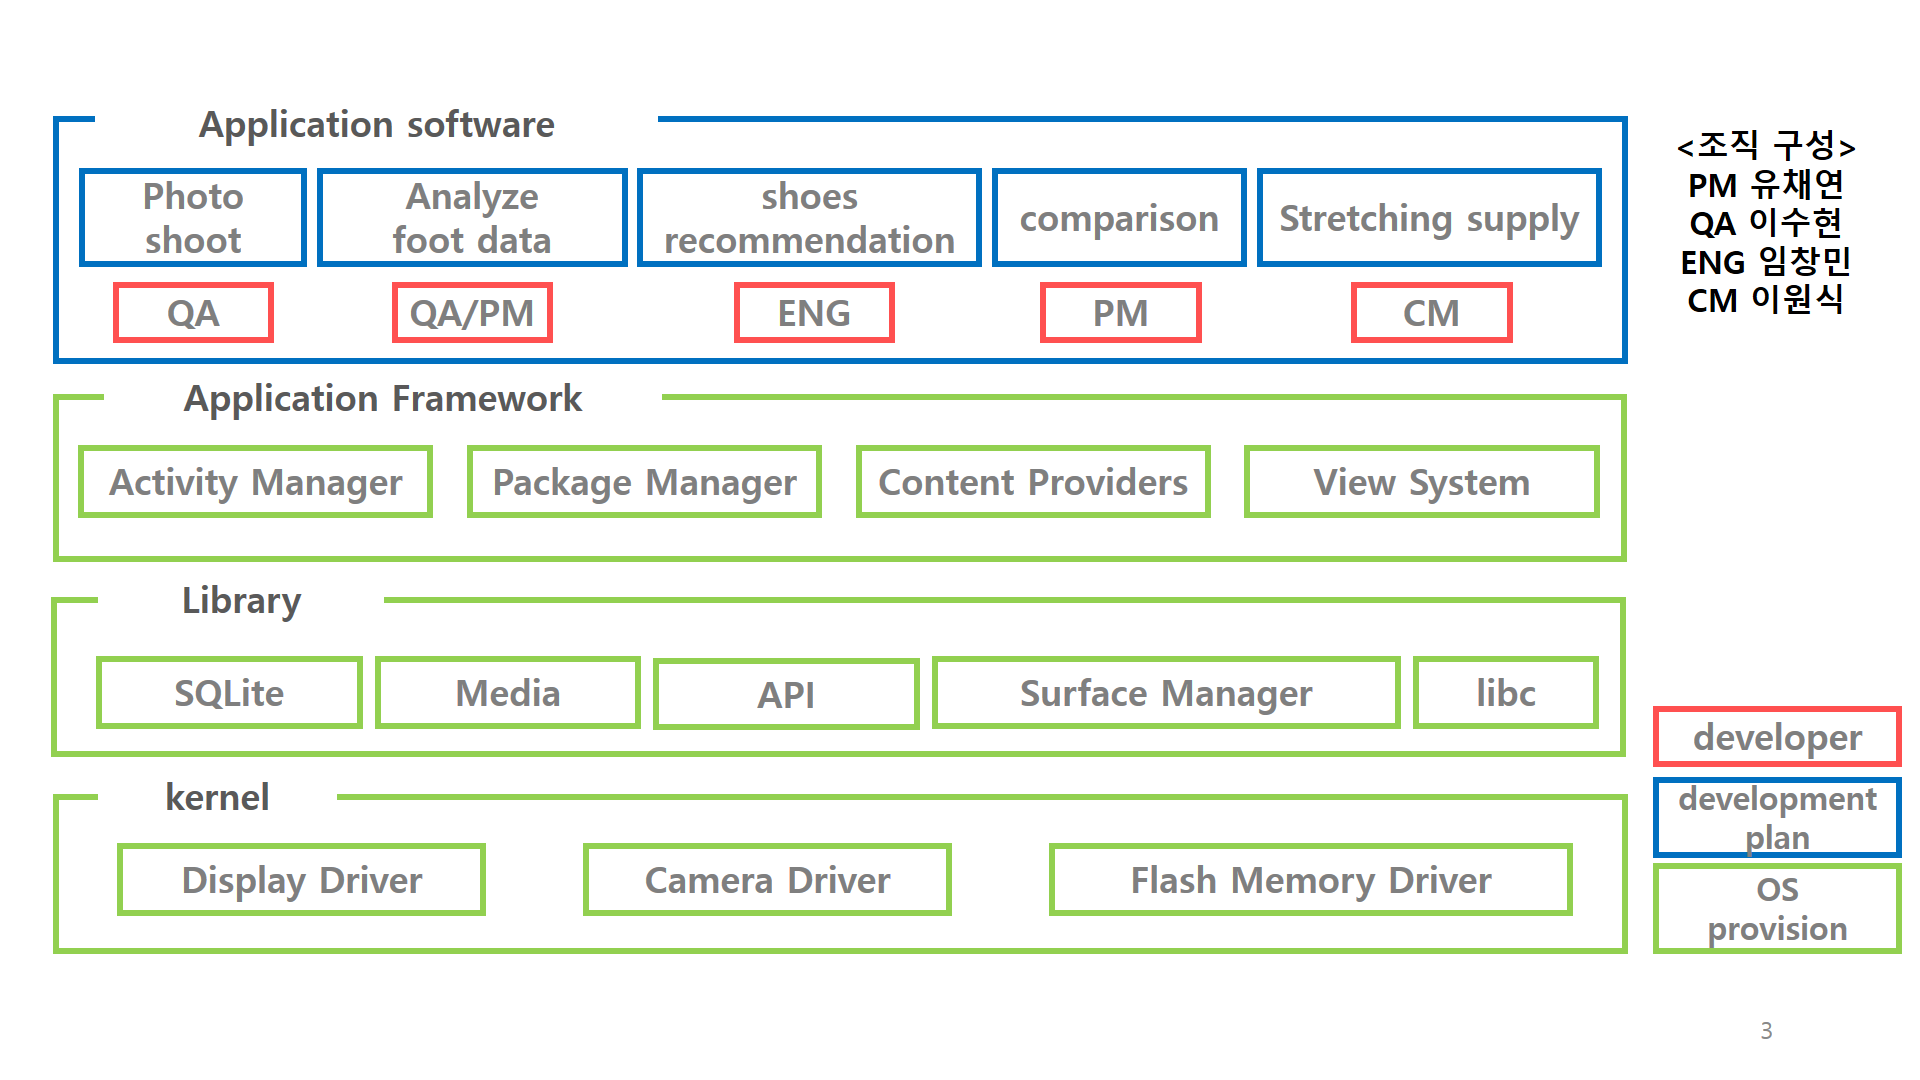 Application software
Photo
shoot
Analyze
foot data
shoes
recommendation
comparison
Stretching supply
QA
QA/PM
ENG
PM
CM
<조직 구성>
PM 유채연
QA 이수현
ENG 임창민
CM 이원식
Application Framework
Activity Manager
Package Manager
Content Providers
View System
Library
SQLite
Media
API
Surface Manager
libc
kernel
Display Driver
Camera Driver
Flash Memory Driver
developer
development
plan
OS
provision
3